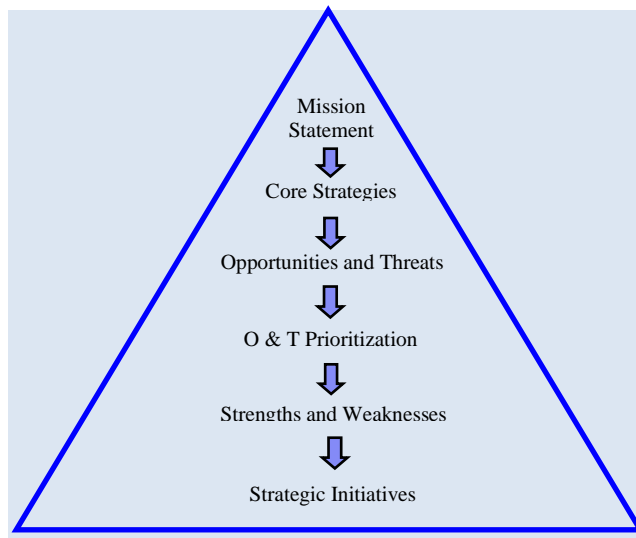 Mission
Statement
Core Strategies
Opportunities and Threats
O & T Prioritization
Strengths and Weaknesses
Strategic Initiatives